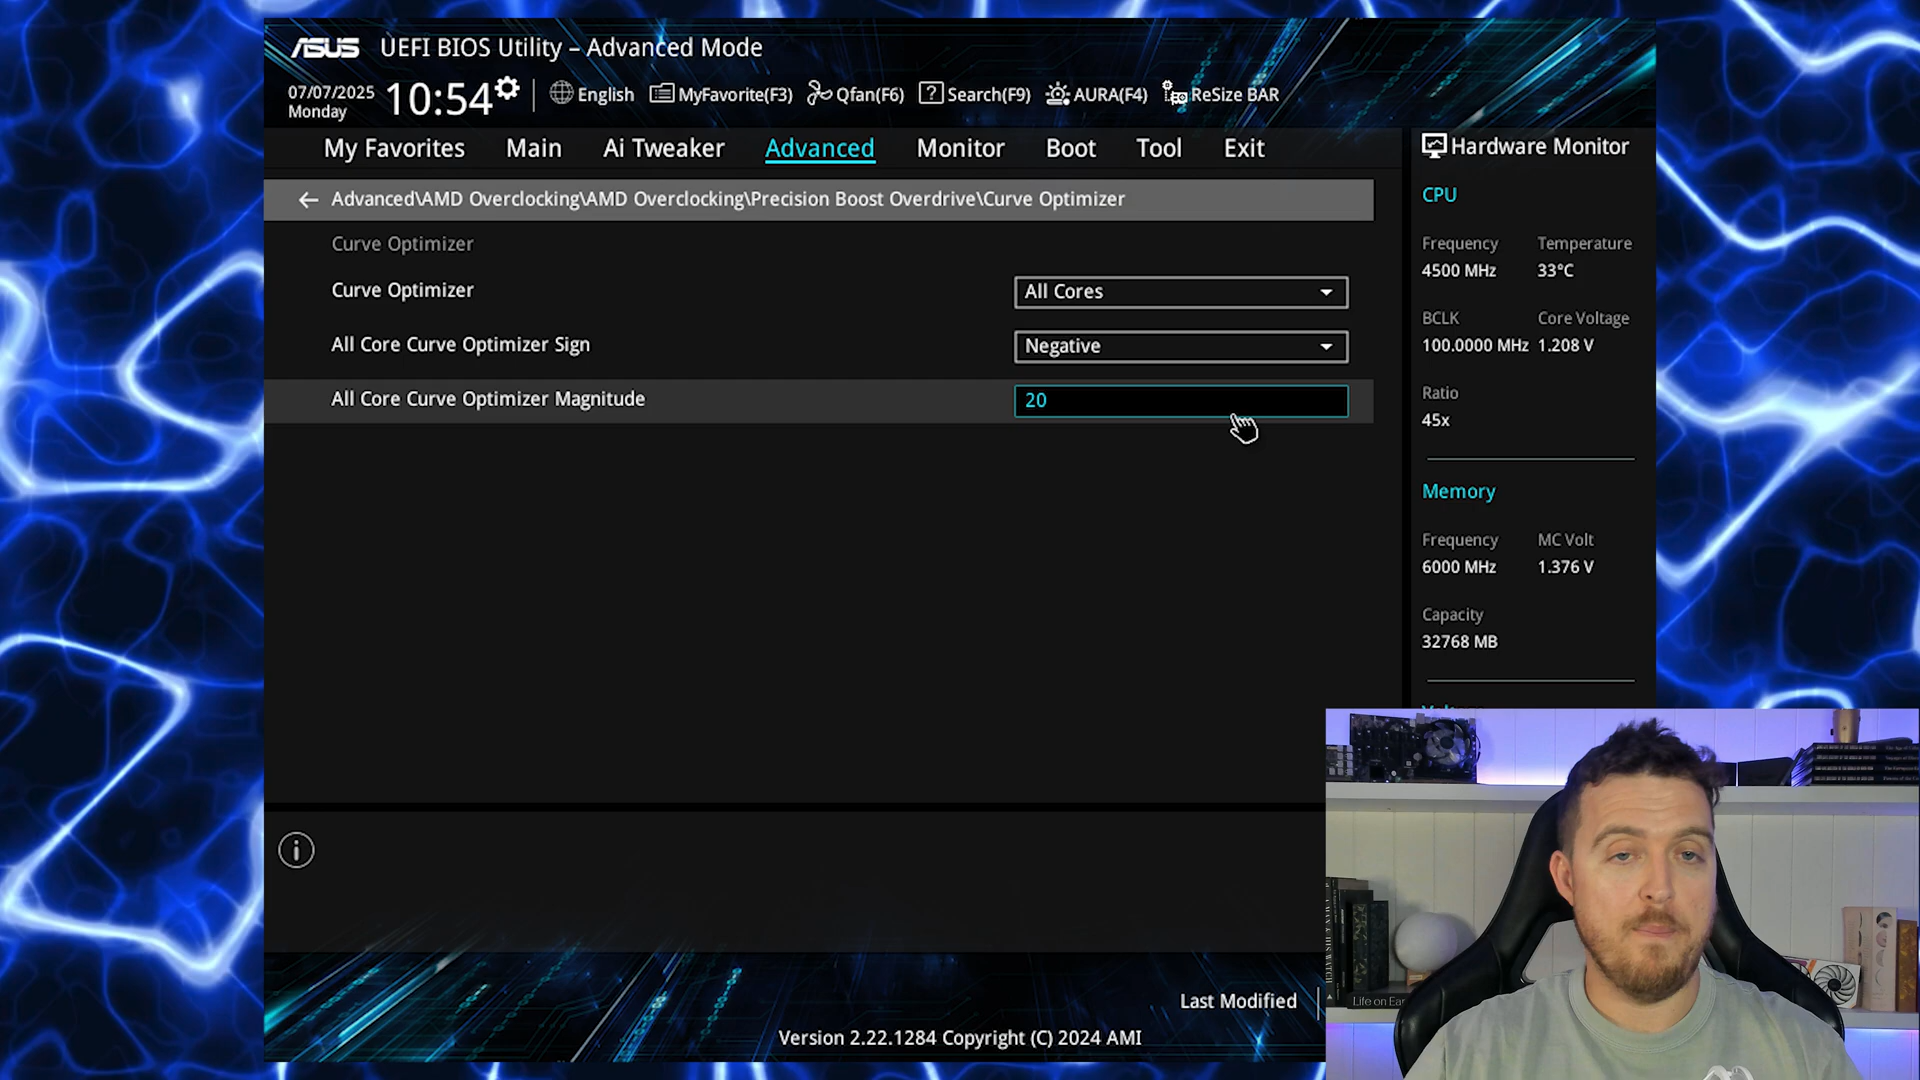 ASUS UEFI BIOS Utility – Advanced Mode
07/07/2025
Monday
10:54
English MyFavorite(F3) Qfan(F6) Search(F9) AURA(F4) ReSize BAR
My Favorites Main Ai Tweaker Advanced Monitor Boot Tool Exit
Advanced\AMD Overclocking\AMD Overclocking\Precision Boost Overdrive\Curve Optimizer
Curve Optimizer
Curve Optimizer All Cores
All Core Curve Optimizer Sign Negative
All Core Curve Optimizer Magnitude 20
Hardware Monitor
CPU
Frequency Temperature
4500 MHz 33°C
BCLK Core Voltage
100.0000 MHz 1.208 V
Ratio
45x
Memory
Frequency MC Volt
6000 MHz 1.376 V
Capacity
32768 MB
Last Modified
Version 2.22.1284 Copyright (C) 2024 AMI
Life on Ear